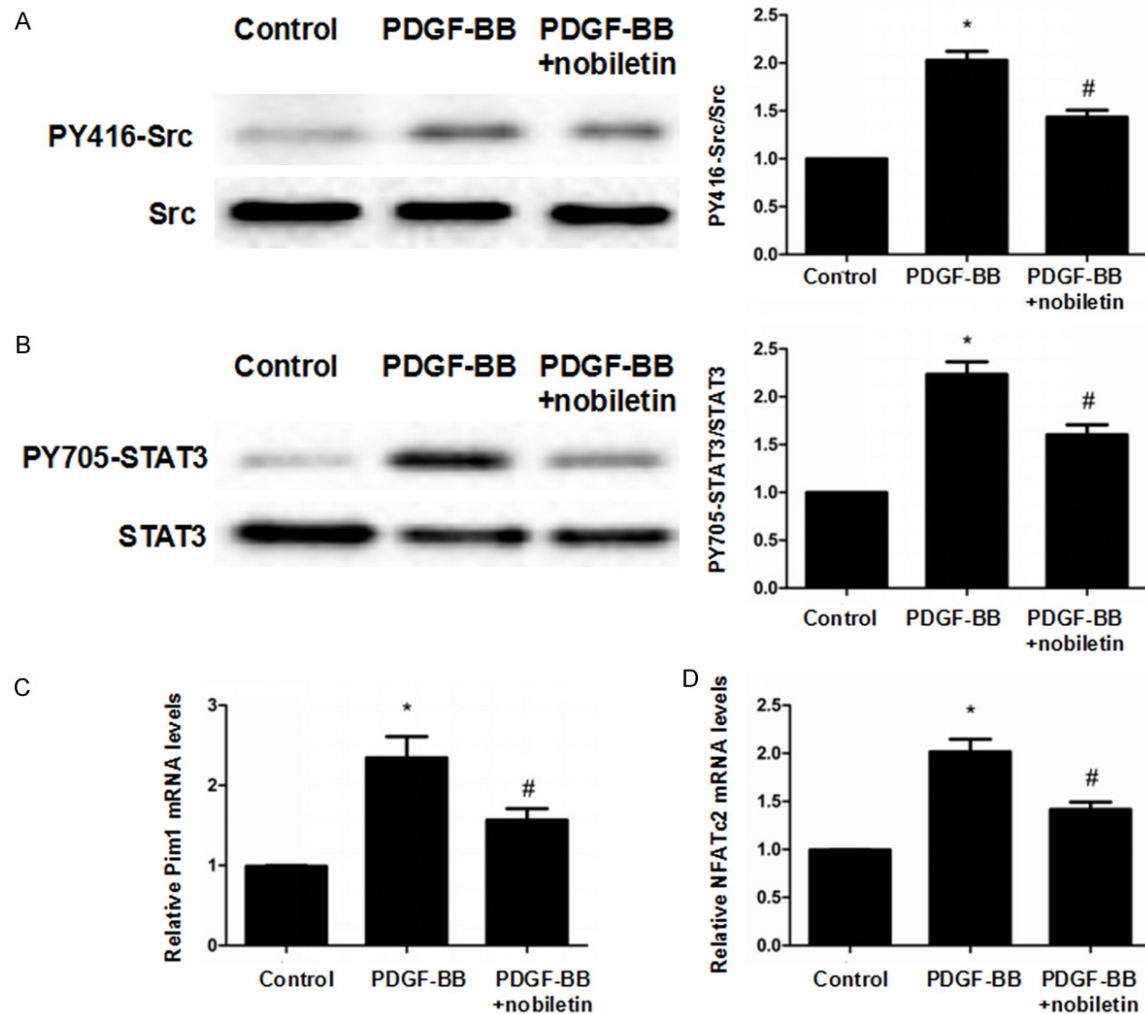 A
Control PDGF-BB PDGF-BB
+nobiletin
PY416-Src
Src
PY416-Src/Src
2.5
2.0
1.5
1.0
0.5
0.0
*
#
Control PDGF-BB PDGF-BB
+nobiletin
B
Control PDGF-BB PDGF-BB
+nobiletin
PY705-STAT3
STAT3
PY705-STAT3/STAT3
2.5
2.0
1.5
1.0
0.5
0.0
*
#
Control PDGF-BB PDGF-BB
+nobiletin
C
Relative Pim1 mRNA levels
3
2
1
0
*
#
Control PDGF-BB PDGF-BB
+nobiletin
D
Relative NFATc2 mRNA levels
2.5
2.0
1.5
1.0
0.5
0.0
*
#
Control PDGF-BB PDGF-BB
+nobiletin